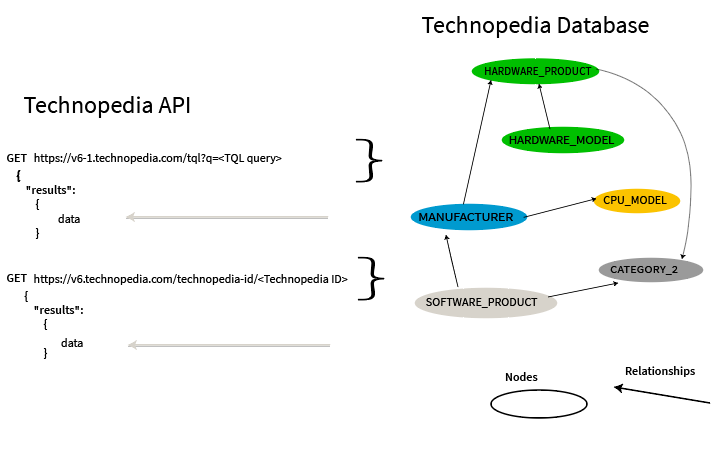 Technopedia Database
HARDWARE_PRODUCT
Technopedia API
HARDWARE_MODEL
GET https://v6-1.technopedia.com/tql?q=<TQL query>
{
"results":
{
data
}
CPU_MODEL
MANUFACTURER
GET https://v6.technopedia.com/technopedia-id/<Technopedia ID>
{
"results":
{
data
}
CATEGORY_2
SOFTWARE_PRODUCT
Nodes
Relationships